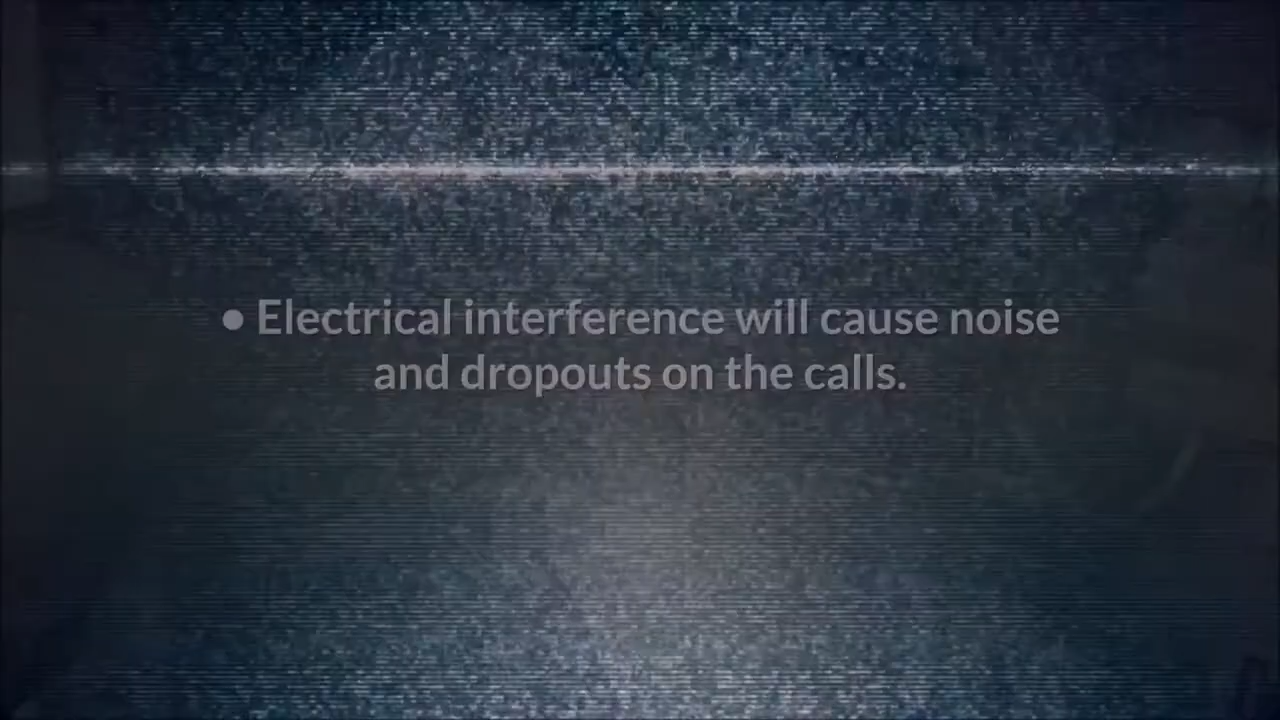 • Electrical interference will cause noise
and dropouts on the calls.